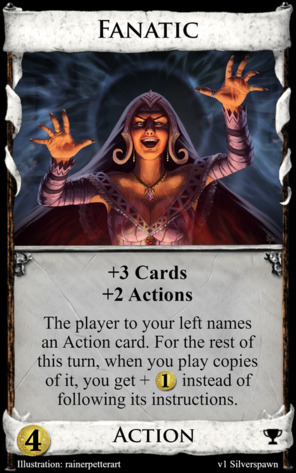 FANATIC
+3 Cards
+2 Actions
The player to your left names
an Action card. For the rest of
this turn, when you play copies
of it, you get + 1 instead of
following its instructions.
4 ACTION
Illustration: rainerpetterart v1 Silverspawn